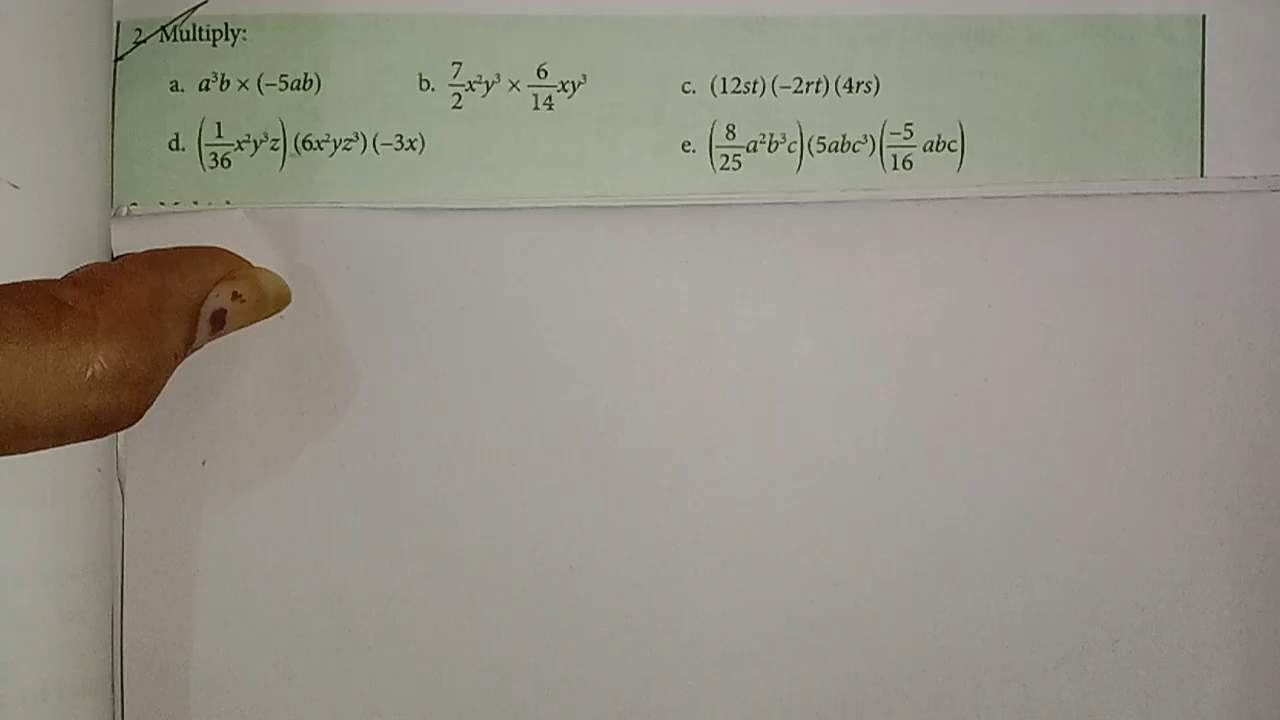 2. Multiply:
a. a³b × (−5ab) b. 7/2 x²y³ × 6/14 xy³ c. (12st) (−2rt) (4rs)
d. (1/36 x²y³z) (6x²yz³) (−3x) e. (8/25 a²b³c) (5abc³) (−5/16 abc)